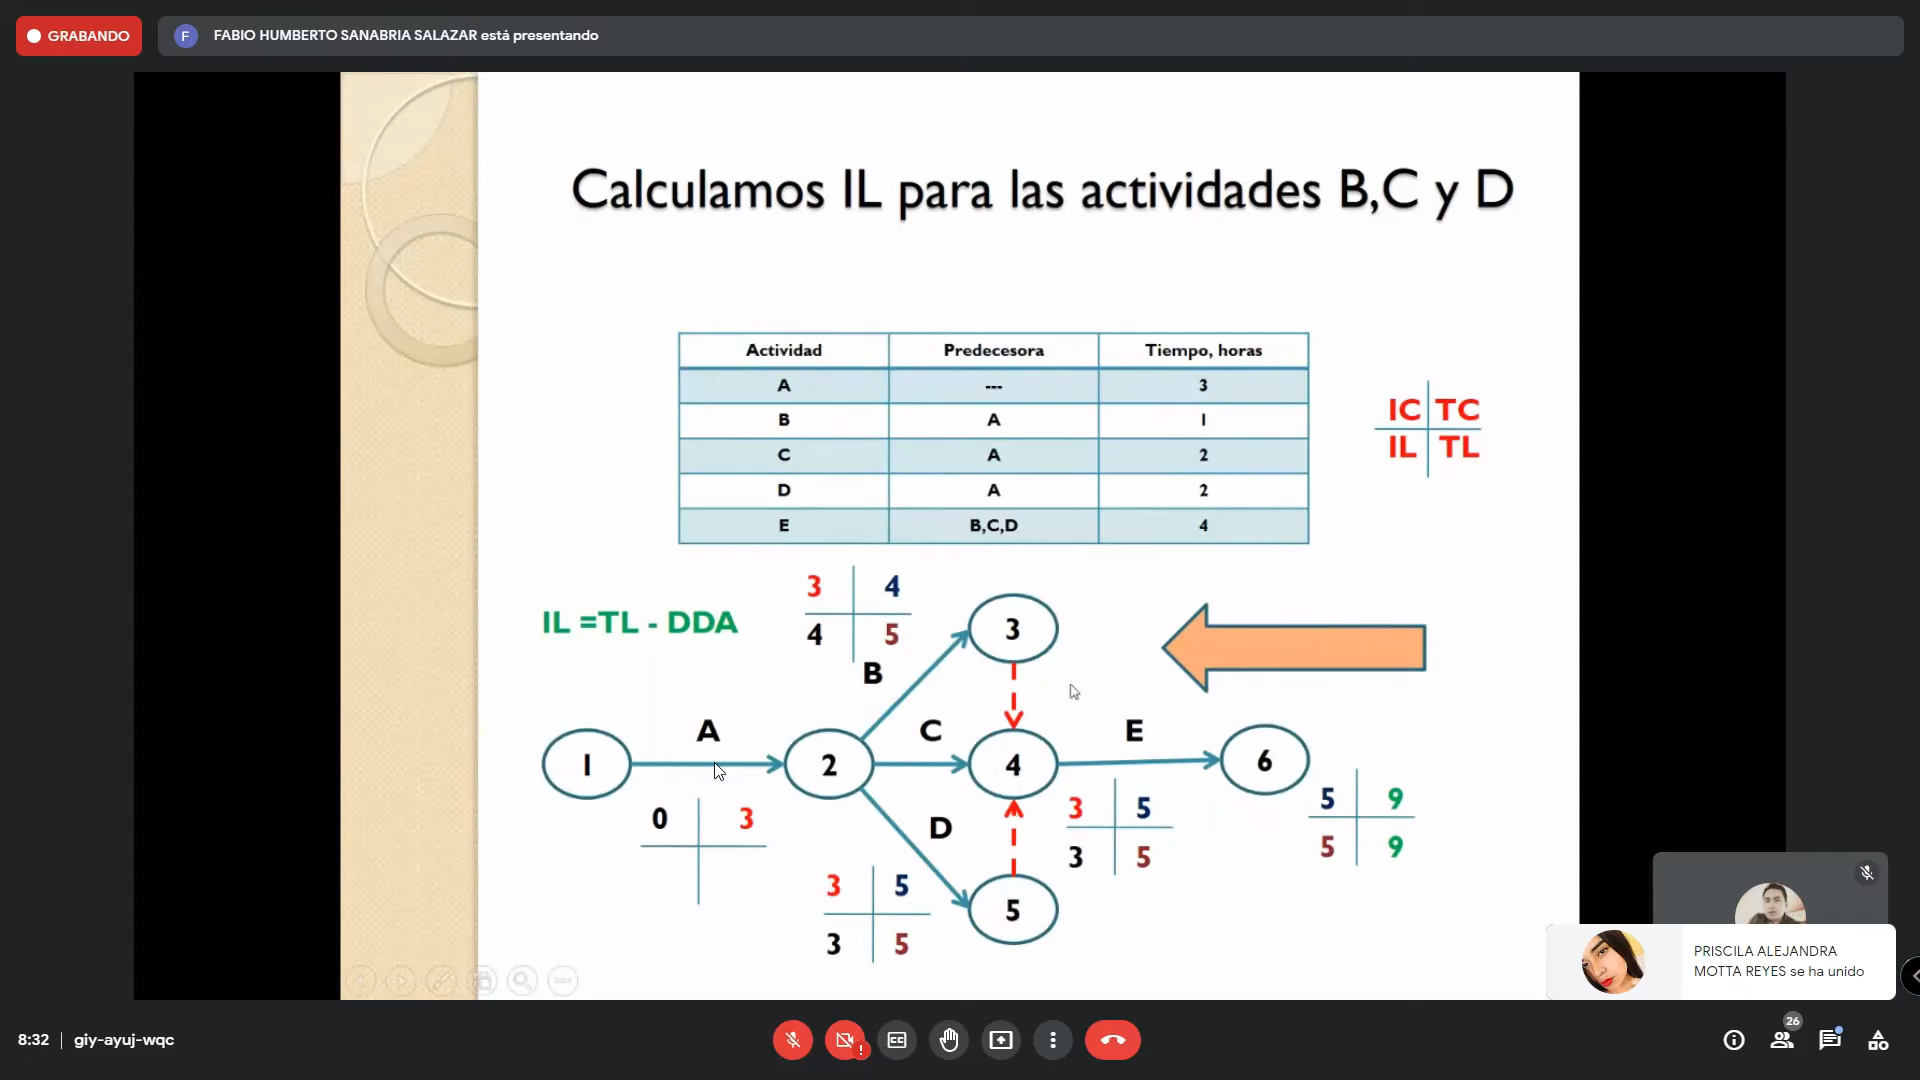 GRABANDO
F
FABIO HUMBERTO SANABRIA SALAZAR está presentando
Calculamos IL para las actividades B,C y D
Actividad Predecesora Tiempo, horas
A --- 3
B A 1
C A 2
D A 2
E B,C,D 4
IC TC
IL TL
IL =TL - DDA
3 4
4 5
B
3
A
C
E
1
2
4
6
0 3
D
3 5
3 5
5 9
5 9
3 5
3 5
5
PRISCILA ALEJANDRA
MOTTA REYES se ha unido
8:32 | giy-ayuj-wqc
CC
!
26